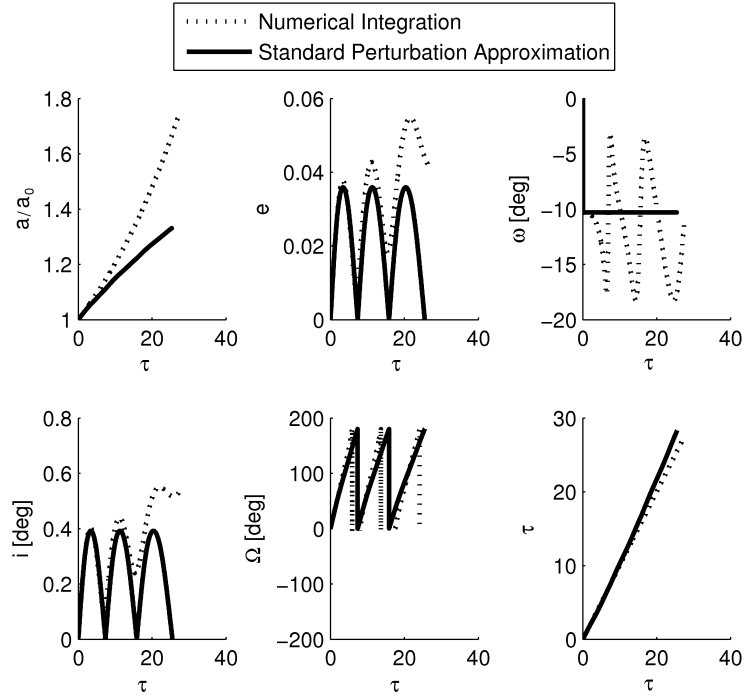 Numerical Integration
Standard Perturbation Approximation
1.8
1.6
1.4
1.2
1
a/a0
0 20 40
τ
0.06
0.04
0.02
0
e
0 20 40
τ
0
−5
−10
−15
−20
ω [deg]
0 20 40
τ
0.8
0.6
0.4
0.2
0
i [deg]
0 20 40
τ
200
100
0
−100
−200
Ω [deg]
0 20 40
τ
30
20
10
0
τ
0 20 40
τ